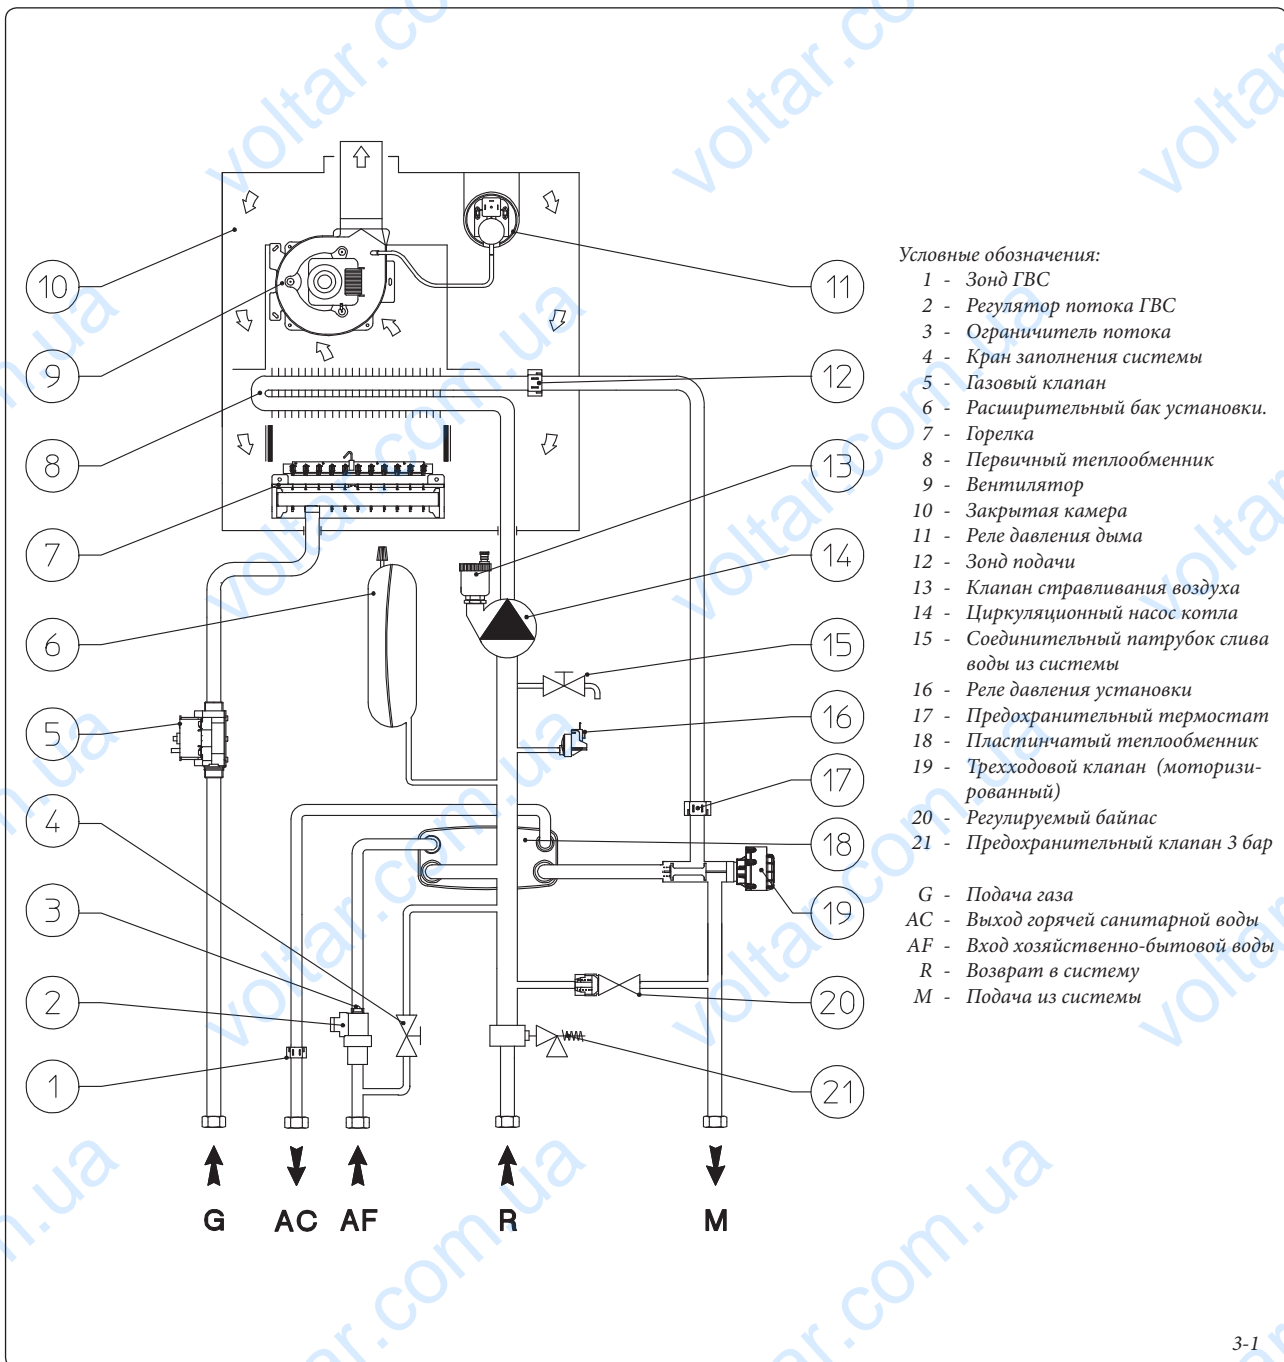 voltar.com.ua
Условные обозначения:
1 - Зонд ГВС
2 - Регулятор потока ГВС
3 - Ограничитель потока
4 - Кран заполнения системы
5 - Газовый клапан
6 - Расширительный бак установки.
7 - Горелка
8 - Первичный теплообменник
9 - Вентилятор
10 - Закрытая камера
11 - Реле давления дыма
12 - Зонд подачи
13 - Клапан стравливания воздуха
14 - Циркуляционный насос котла
15 - Соединительный патрубок слива
воды из системы
16 - Реле давления установки
17 - Предохранительный термостат
18 - Пластинчатый теплообменник
19 - Трехходовой клапан (моторизи-
рованный)
20 - Регулируемый байпас
21 - Предохранительный клапан 3 бар
G - Подача газа
AC - Выход горячей санитарной воды
AF - Вход хозяйственно-бытовой воды
R - Возврат в систему
M - Подача из системы
10
9
8
7
6
5
4
3
2
1
11
12
13
14
15
16
17
18
19
20
21
G AC AF R M
3-1